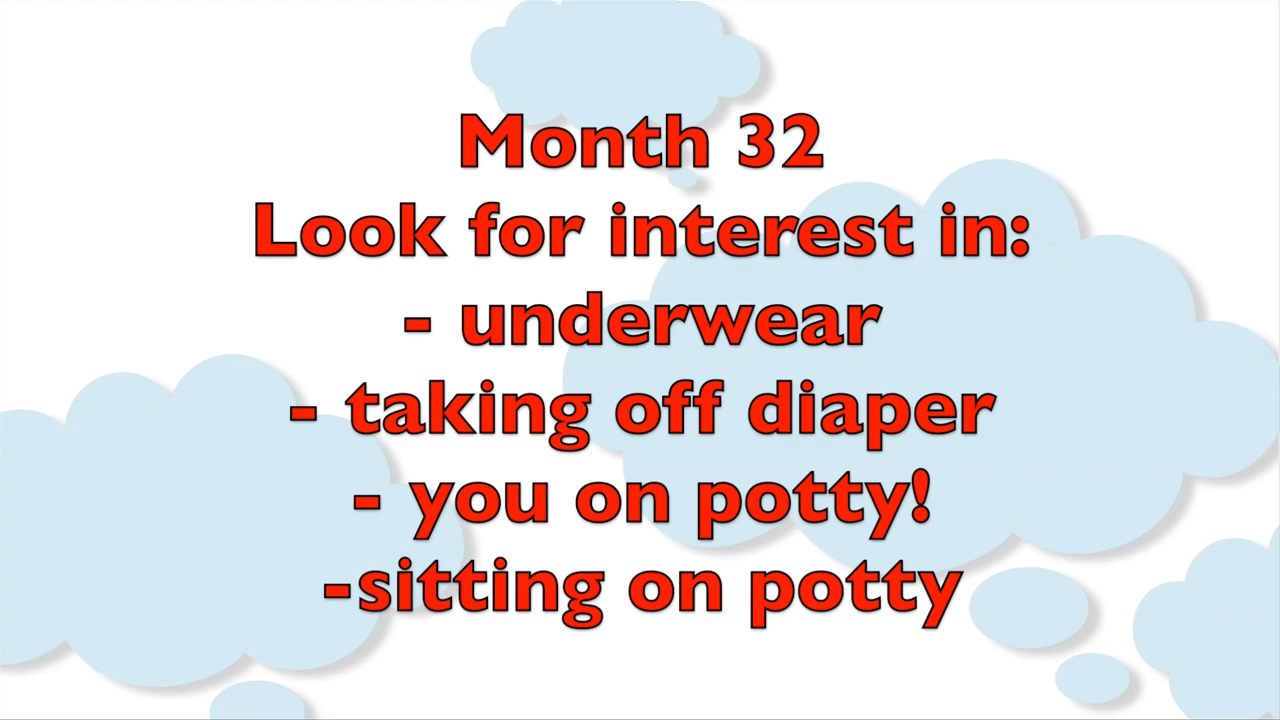 Month 32
Look for interest in:
- underwear
- taking off diaper
- you on potty!
-sitting on potty